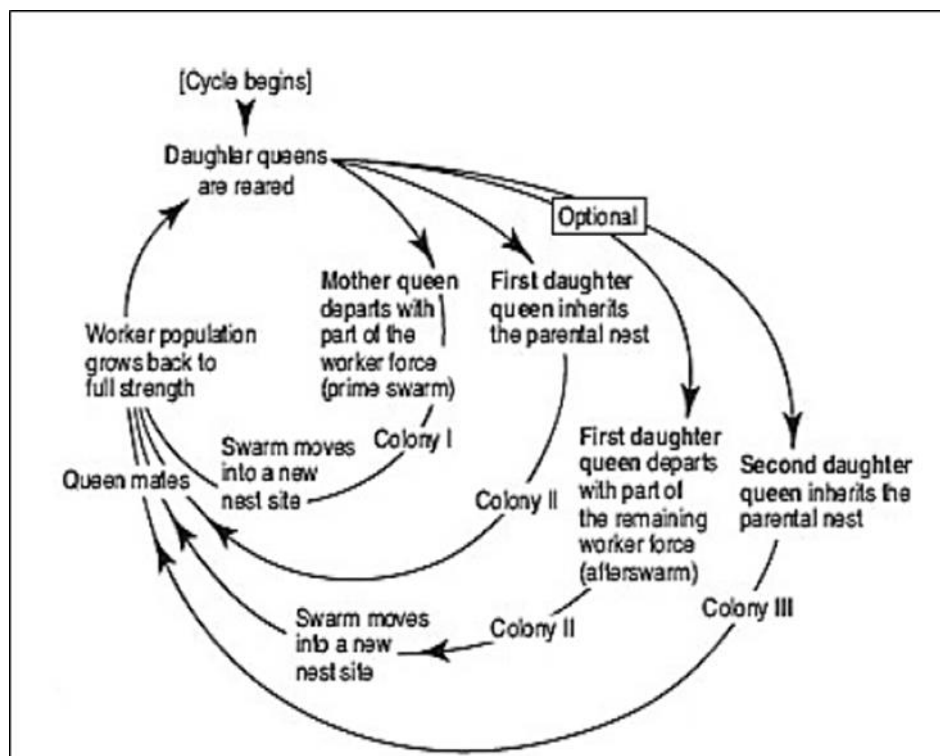 [Cycle begins]
Daughter queens
are reared
Optional
Mother queen
departs with
part of the
worker force
(prime swarm)
First daughter
queen inherits
the parental nest
Worker population
grows back to
full strength
Colony I
Swarm moves
into a new
nest site
Queen mates
Colony II
First daughter
queen departs
with part of
the remaining
worker force
(afterswarm)
Second daughter
queen inherits the
parental nest
Colony III
Swarm moves
into a new
nest site
Colony II